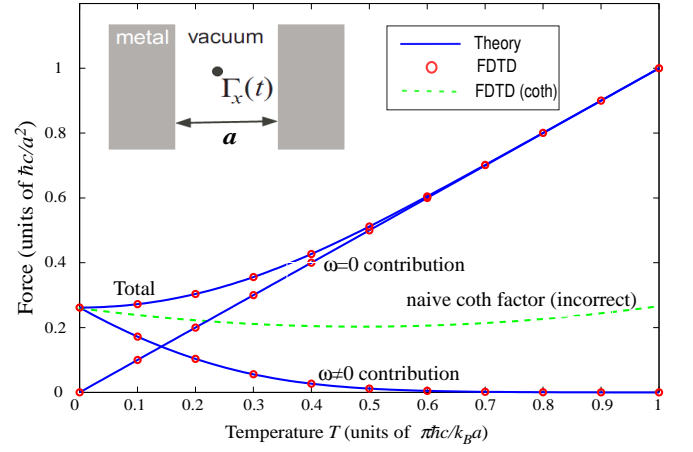 metal vacuum
Γx(t)
a
Theory
FDTD
FDTD (coth)
Force (units of ℏc/a²)
1
0.8
0.6
0.4
0.2
0
Total
ω=0 contribution
naive coth factor (incorrect)
ω≠0 contribution
0 0.1 0.2 0.3 0.4 0.5 0.6 0.7 0.8 0.9 1
Temperature T (units of πℏc/kBa)